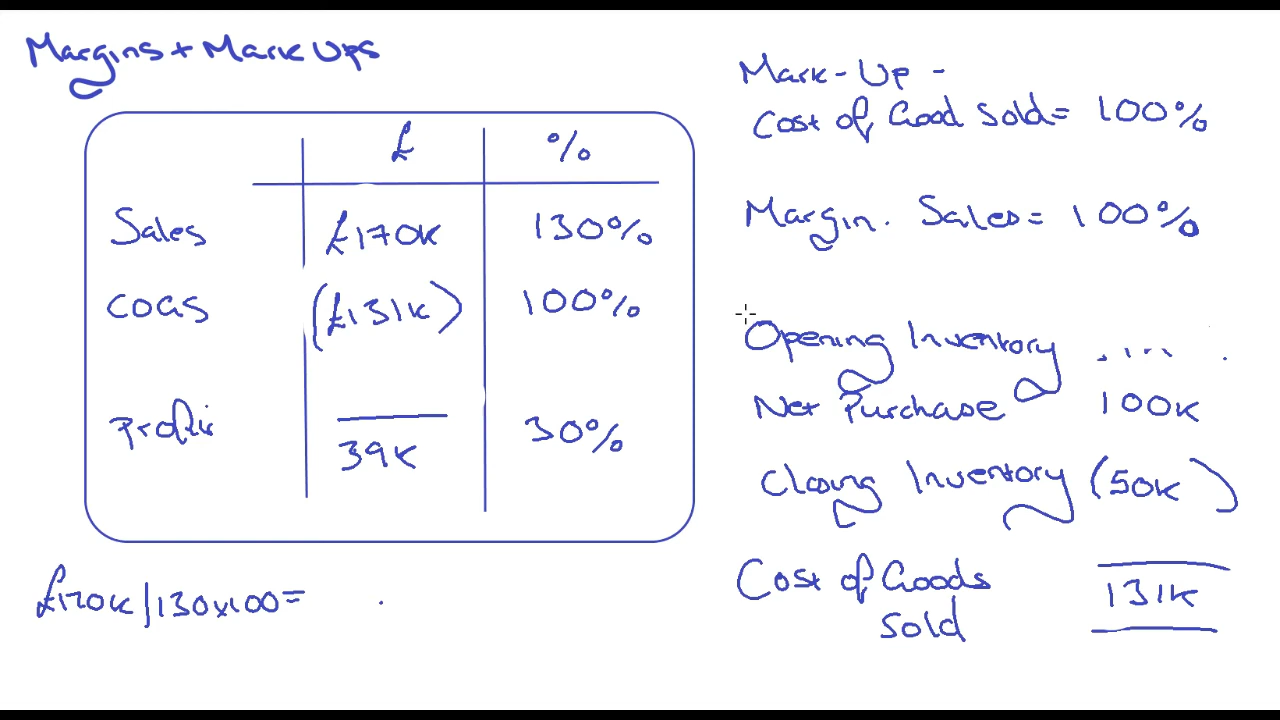 Margins + Mark Ups
£ %
Sales £170K 130%
COGS (£131K) 100%
Profit 39K 30%
£170K/130x100=
Mark-Up -
Cost of Good Sold= 100%
Margin. Sales= 100%
Opening Inventory ....
Net Purchase 100K
Closing Inventory (50K)
Cost of Goods
Sold 131K